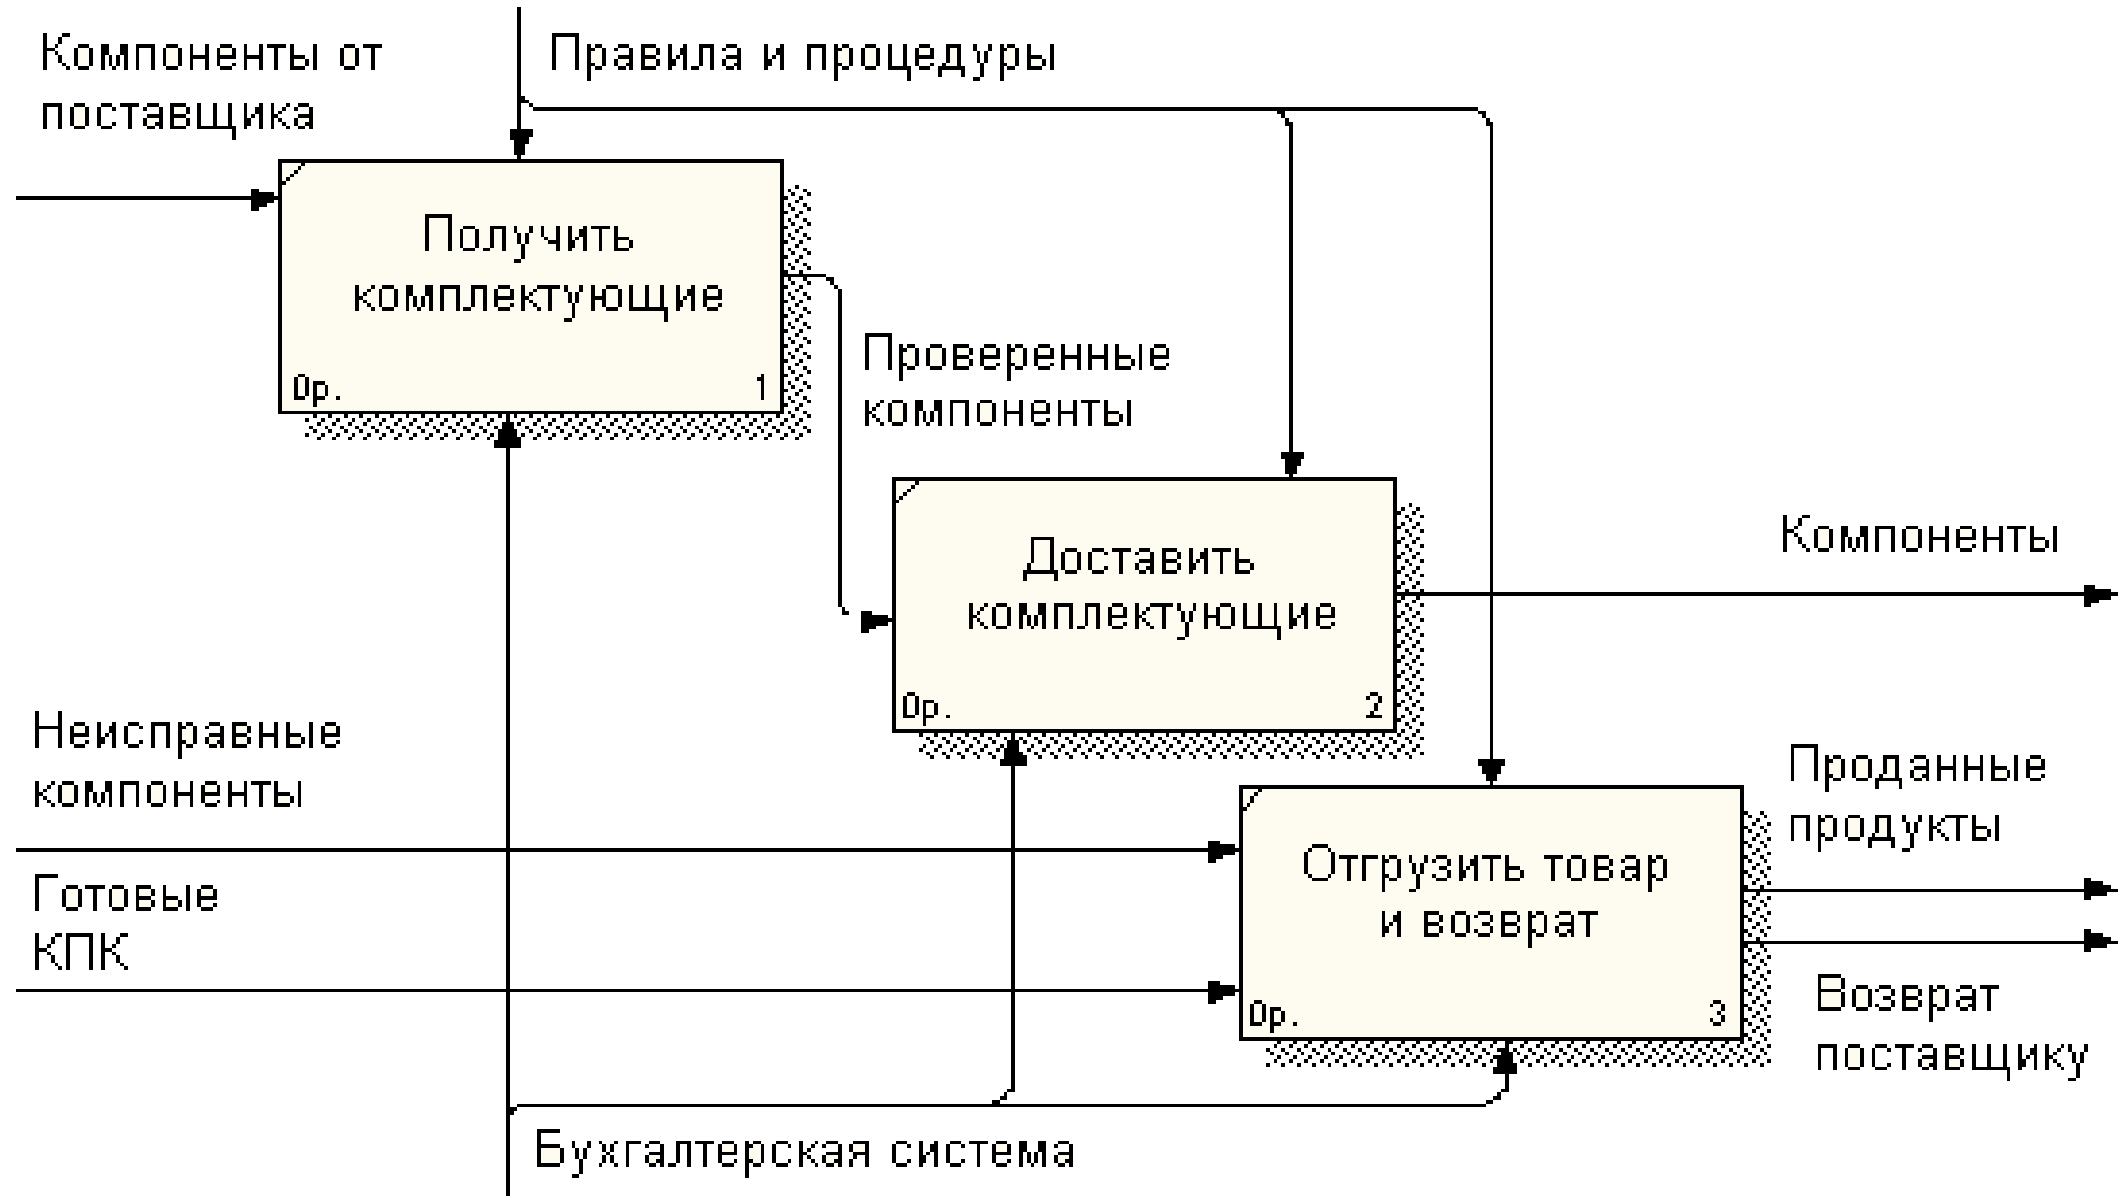 Компоненты от
поставщика
Правила и процедуры
Получить
комплектующие
0р.
1
Проверенные
компоненты
Доставить
комплектующие
0р.
2
Компоненты
Неисправные
компоненты
Готовые
КПК
Отгрузить товар
и возврат
0р.
3
Проданные
продукты
Возврат
поставщику
Бухгалтерская система